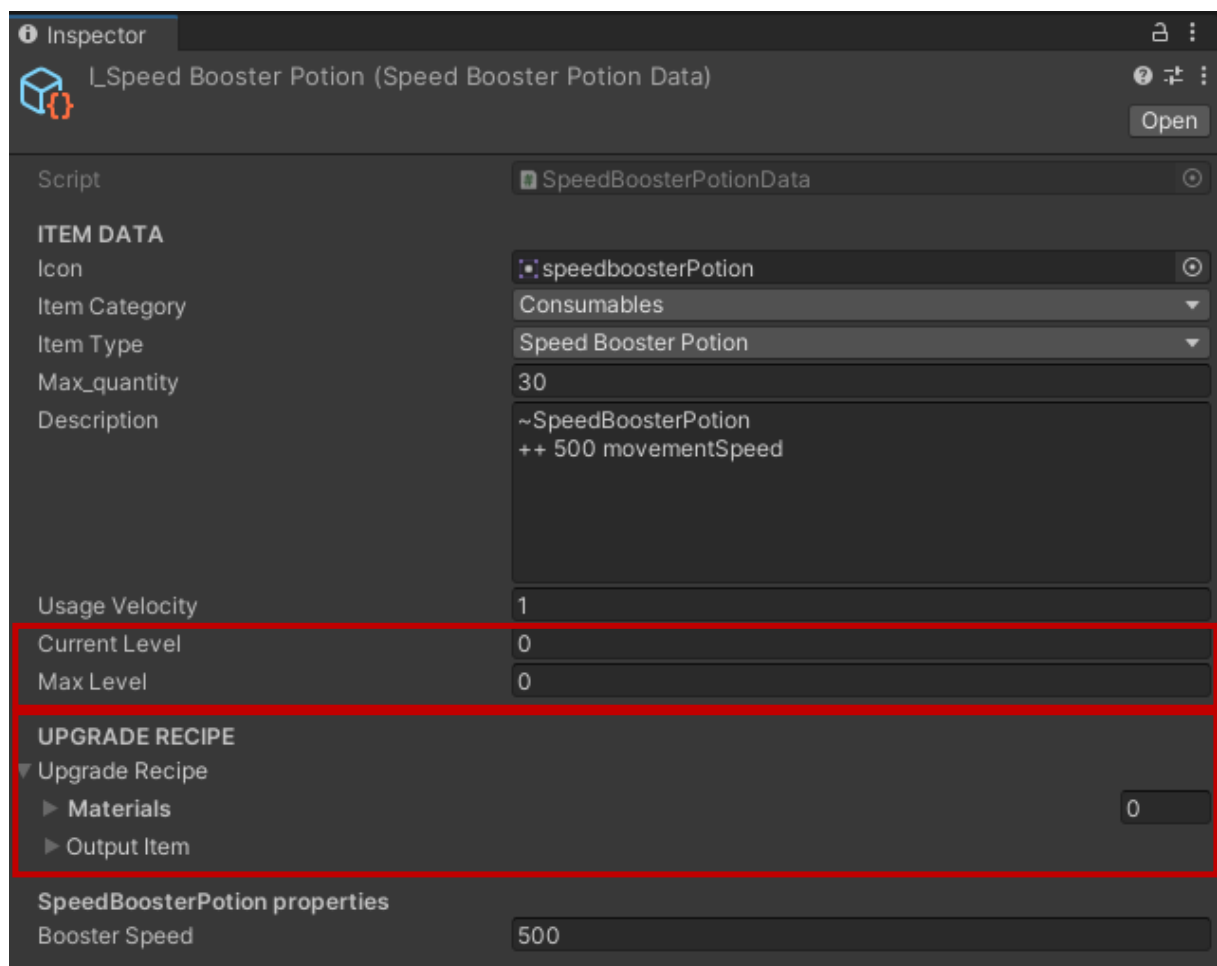 Inspector
I_Speed Booster Potion (Speed Booster Potion Data)
Open
Script SpeedBoosterPotionData
ITEM DATA
Icon speedboosterPotion
Item Category Consumables
Item Type Speed Booster Potion
Max_quantity 30
Description ~SpeedBoosterPotion
++ 500 movementSpeed
Usage Velocity 1
Current Level 0
Max Level 0
UPGRADE RECIPE
Upgrade Recipe
Materials 0
Output Item
SpeedBoosterPotion properties
Booster Speed 500